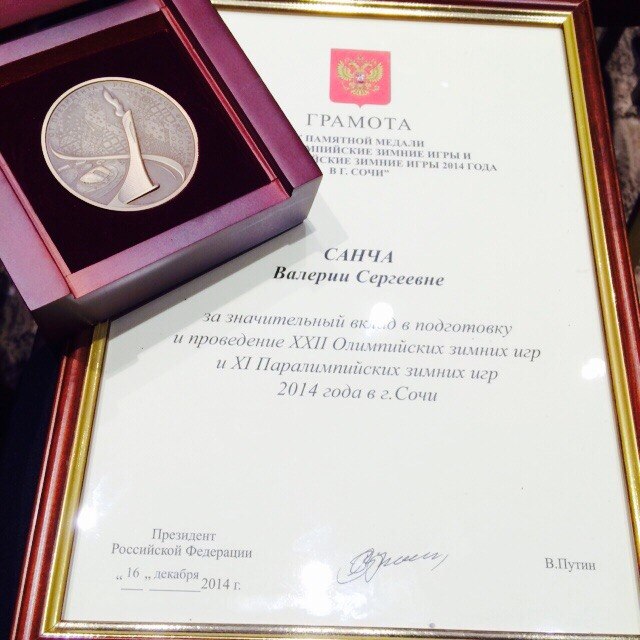 ГРАМОТА
ПАМЯТНОЙ МЕДАЛИ
ЗИМНИЕ ИГРЫ И
ЗИМНИЕ ИГРЫ 2014 ГОДА
В Г. СОЧИ"
САНЧА
Валерии Сергеевне
за значительный вклад в подготовку
и проведение XXII Олимпийских зимних игр
и XI Паралимпийских зимних игр
2014 года в г.Сочи
Президент
Российской Федерации
В.Путин
„ 16 „ декабря 2014 г.